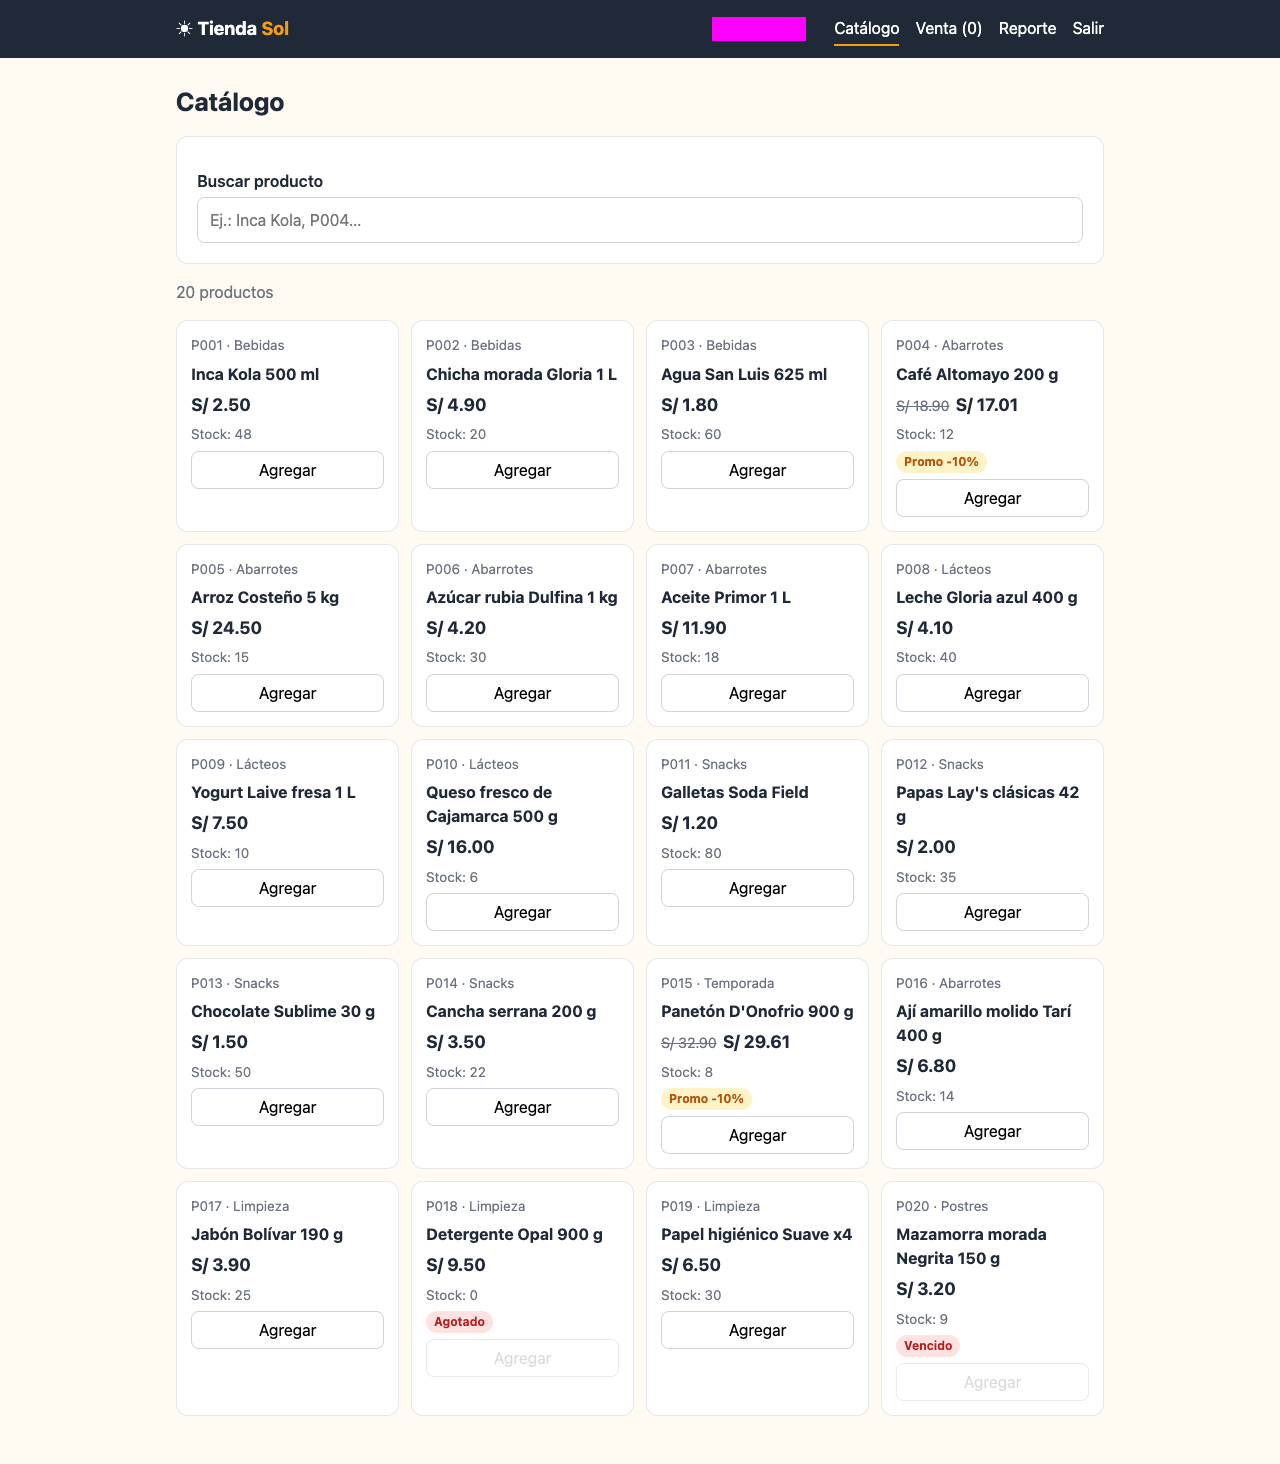 ☀ Tienda Sol
Catálogo Venta (0) Reporte Salir
Catálogo
Buscar producto
Ej.: Inca Kola, P004...
20 productos
P001 · Bebidas
Inca Kola 500 ml
S/ 2.50
Stock: 48
Agregar
P002 · Bebidas
Chicha morada Gloria 1 L
S/ 4.90
Stock: 20
Agregar
P003 · Bebidas
Agua San Luis 625 ml
S/ 1.80
Stock: 60
Agregar
P004 · Abarrotes
Café Altomayo 200 g
S/ 18.90 S/ 17.01
Stock: 12
Promo -10%
Agregar
P005 · Abarrotes
Arroz Costeño 5 kg
S/ 24.50
Stock: 15
Agregar
P006 · Abarrotes
Azúcar rubia Dulfina 1 kg
S/ 4.20
Stock: 30
Agregar
P007 · Abarrotes
Aceite Primor 1 L
S/ 11.90
Stock: 18
Agregar
P008 · Lácteos
Leche Gloria azul 400 g
S/ 4.10
Stock: 40
Agregar
P009 · Lácteos
Yogurt Laive fresa 1 L
S/ 7.50
Stock: 10
Agregar
P010 · Lácteos
Queso fresco de
Cajamarca 500 g
S/ 16.00
Stock: 6
Agregar
P011 · Snacks
Galletas Soda Field
S/ 1.20
Stock: 80
Agregar
P012 · Snacks
Papas Lay's clásicas 42
g
S/ 2.00
Stock: 35
Agregar
P013 · Snacks
Chocolate Sublime 30 g
S/ 1.50
Stock: 50
Agregar
P014 · Snacks
Cancha serrana 200 g
S/ 3.50
Stock: 22
Agregar
P015 · Temporada
Panetón D'Onofrio 900 g
S/ 32.90 S/ 29.61
Stock: 8
Promo -10%
Agregar
P016 · Abarrotes
Ají amarillo molido Tarí
400 g
S/ 6.80
Stock: 14
Agregar
P017 · Limpieza
Jabón Bolívar 190 g
S/ 3.90
Stock: 25
Agregar
P018 · Limpieza
Detergente Opal 900 g
S/ 9.50
Stock: 0
Agotado
Agregar
P019 · Limpieza
Papel higiénico Suave x4
S/ 6.50
Stock: 30
Agregar
P020 · Postres
Mazamorra morada
Negrita 150 g
S/ 3.20
Stock: 9
Vencido
Agregar